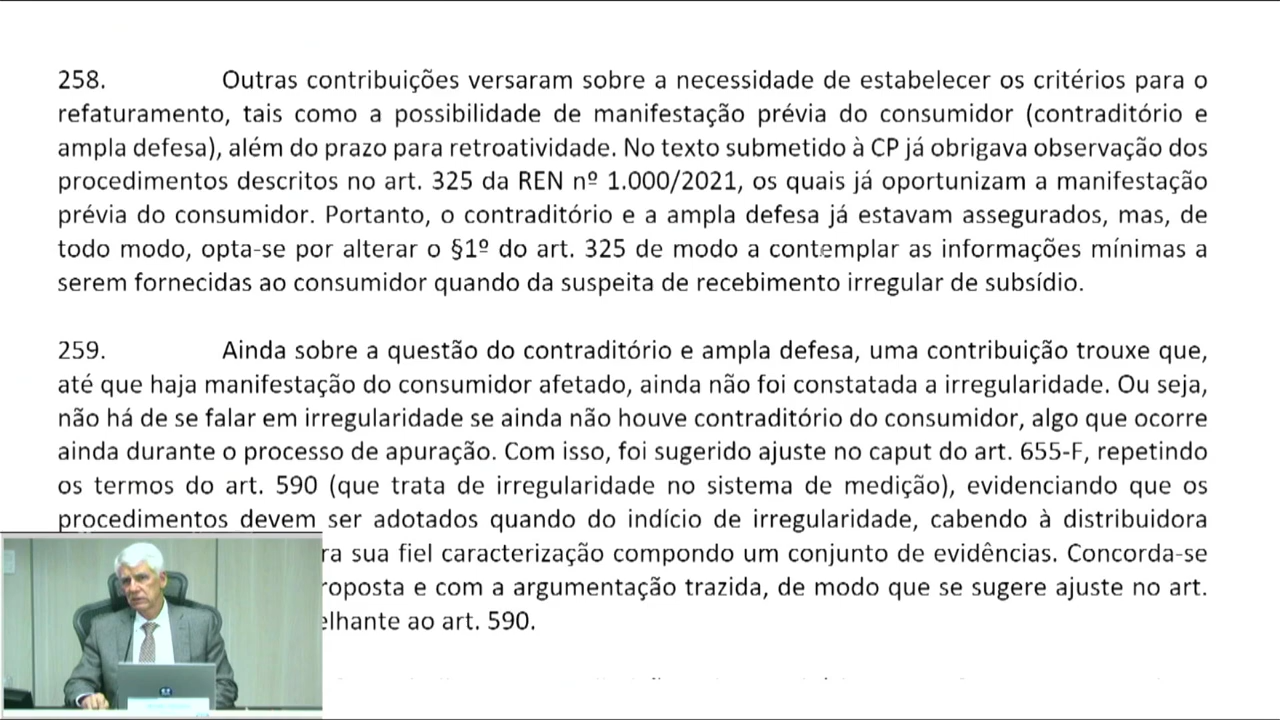 258. Outras contribuições versaram sobre a necessidade de estabelecer os critérios para o
refaturamento, tais como a possibilidade de manifestação prévia do consumidor (contraditório e
ampla defesa), além do prazo para retroatividade. No texto submetido à CP já obrigava observação dos
procedimentos descritos no art. 325 da REN nº 1.000/2021, os quais já oportunizam a manifestação
prévia do consumidor. Portanto, o contraditório e a ampla defesa já estavam assegurados, mas, de
todo modo, opta-se por alterar o §1º do art. 325 de modo a contemplar as informações mínimas a
serem fornecidas ao consumidor quando da suspeita de recebimento irregular de subsídio.
259. Ainda sobre a questão do contraditório e ampla defesa, uma contribuição trouxe que,
até que haja manifestação do consumidor afetado, ainda não foi constatada a irregularidade. Ou seja,
não há de se falar em irregularidade se ainda não houve contraditório do consumidor, algo que ocorre
ainda durante o processo de apuração. Com isso, foi sugerido ajuste no caput do art. 655-F, repetindo
os termos do art. 590 (que trata de irregularidade no sistema de medição), evidenciando que os
procedimentos devem ser adotados quando do indício de irregularidade, cabendo à distribuidora
ra sua fiel caracterização compondo um conjunto de evidências. Concorda-se
roposta e com a argumentação trazida, de modo que se sugere ajuste no art.
elhante ao art. 590.